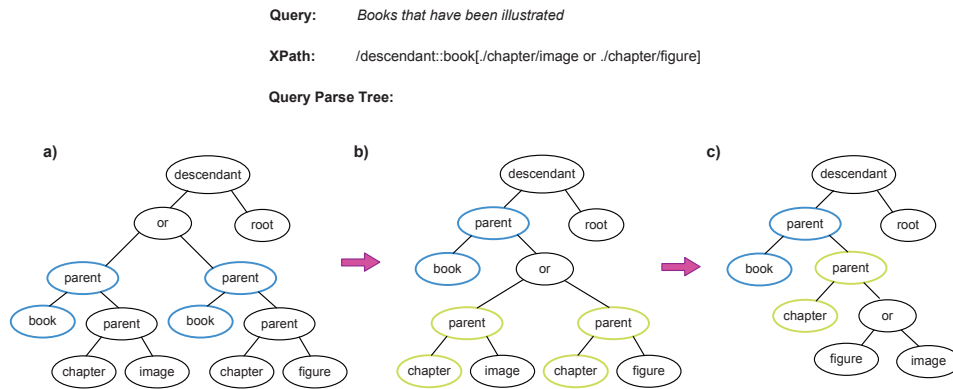 Query: Books that have been illustrated
XPath: /descendant::book[./chapter/image or ./chapter/figure]
Query Parse Tree:
a)
descendant
or
root
parent
parent
book
parent
book
parent
chapter
image
chapter
figure
b)
descendant
parent
root
book
or
parent
parent
chapter
image
chapter
figure
c)
descendant
parent
root
book
parent
chapter
or
figure
image